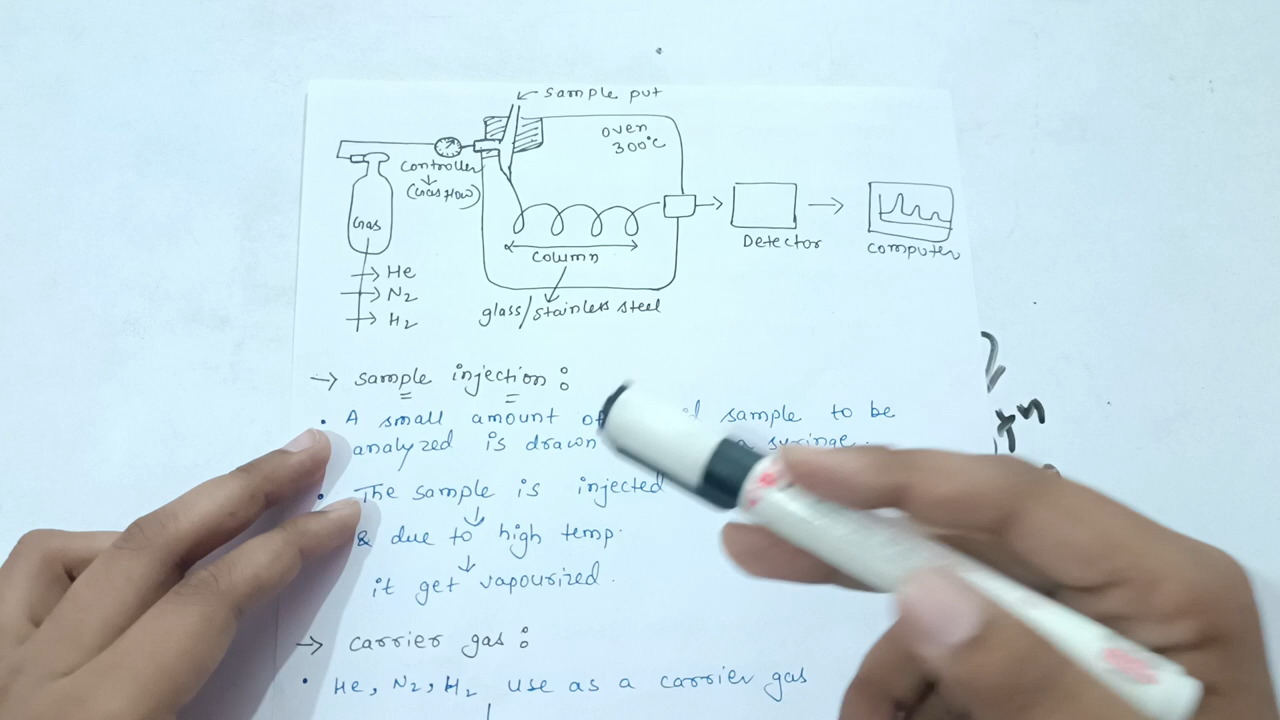 sample put
oven
300°c
controller
(Gas flow)
Gas
column
Detector
computer
He
N2
H2
glass/stainless steel
→ sample injection :
• A small amount of sample to be
analyzed is drawn a syringe.
• The sample is injected
& due to high temp.
it get vapourized.
→ carrier gas :
• He, N2, H2 use as a carrier gas